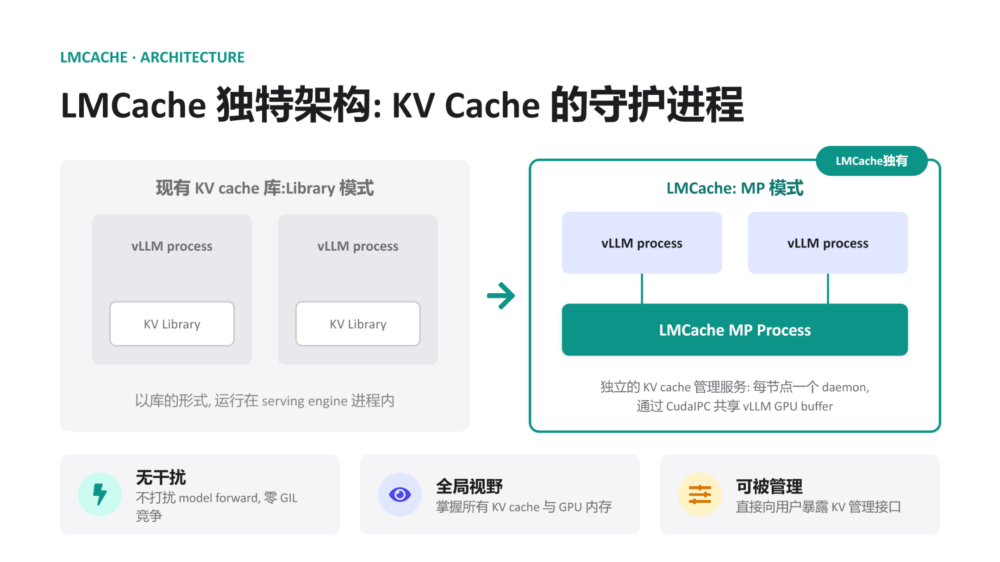 LMCACHE · ARCHITECTURE
LMCache 独特架构: KV Cache 的守护进程
现有 KV cache 库:Library 模式
vLLM process
vLLM process
KV Library
KV Library
以库的形式, 运行在 serving engine 进程内
LMCache独有
LMCache: MP 模式
vLLM process
vLLM process
LMCache MP Process
独立的 KV cache 管理服务: 每节点一个 daemon,
通过 CudaIPC 共享 vLLM GPU buffer
无干扰
不打扰 model forward, 零 GIL
竞争
全局视野
掌握所有 KV cache 与 GPU 内存
可被管理
直接向用户暴露 KV 管理接口